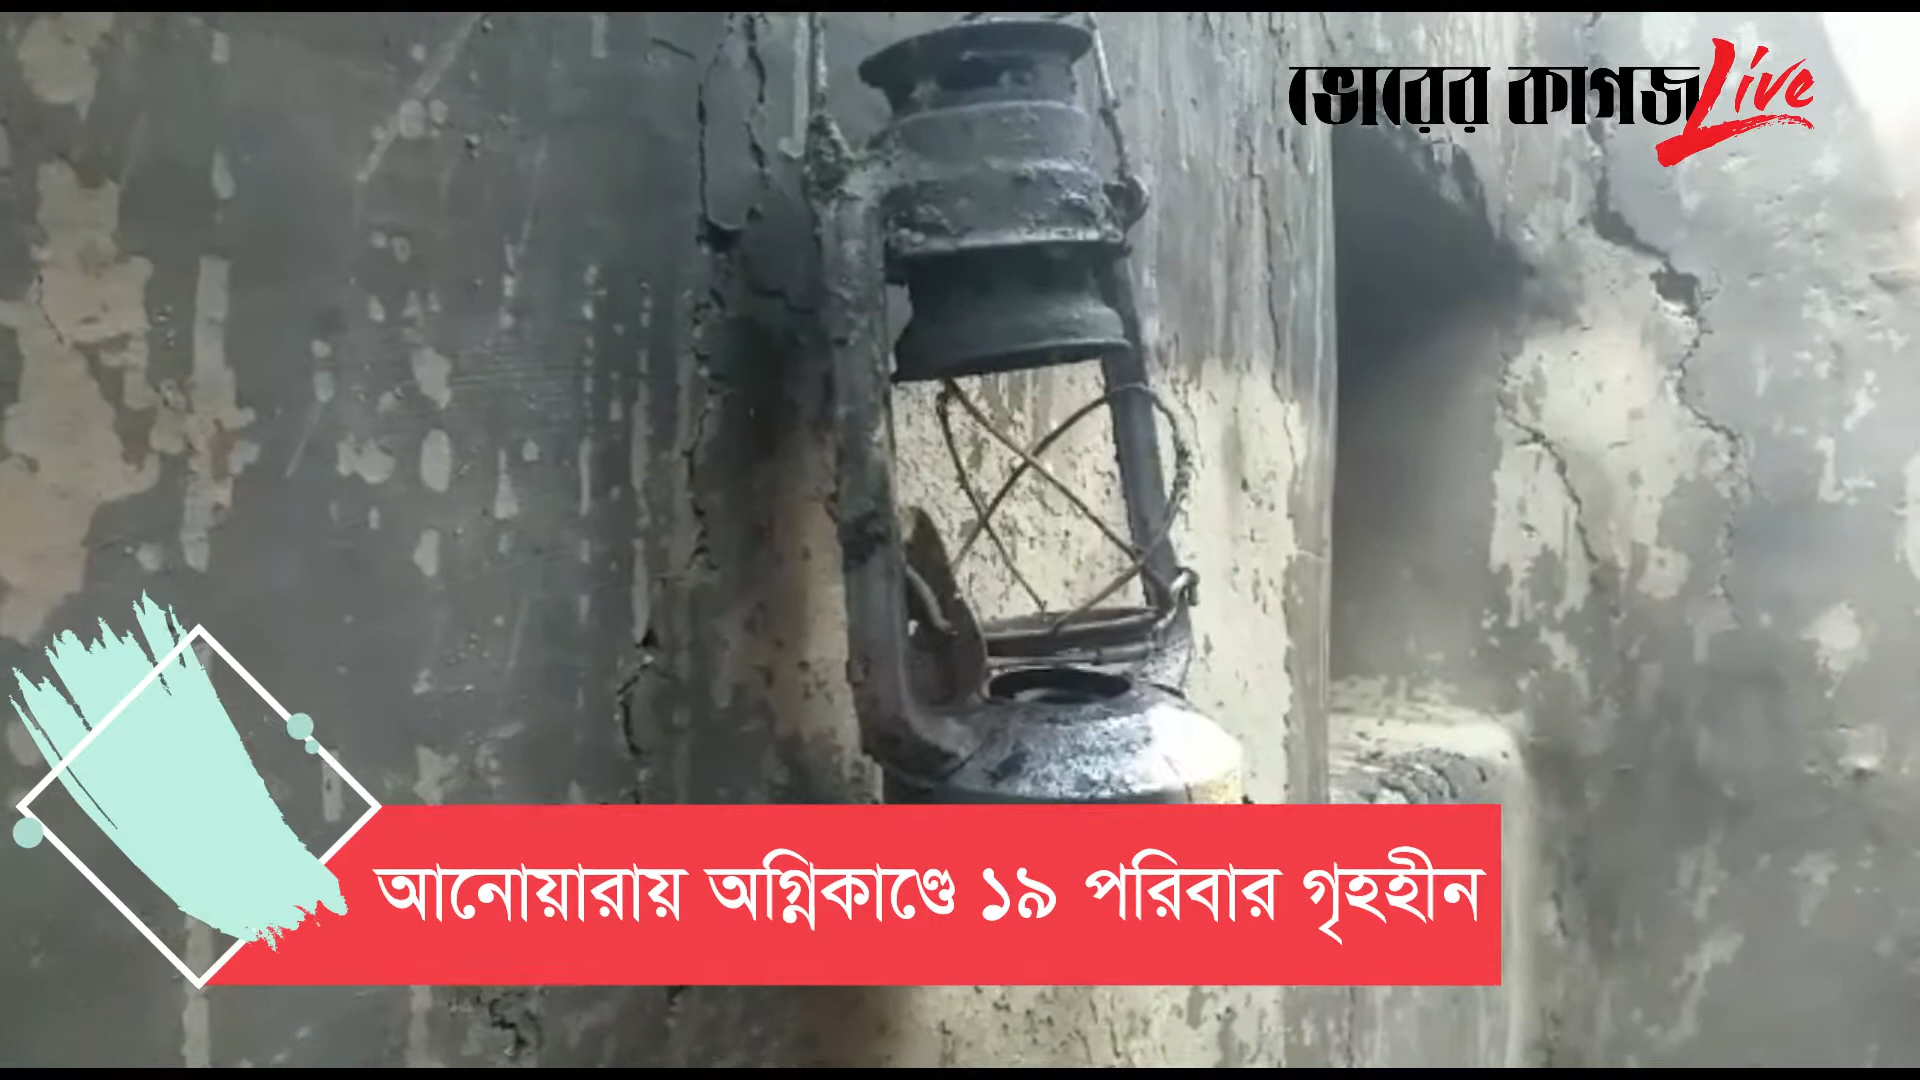 ভোরের কাগজ Live
আনোয়ারায় অগ্নিকাণ্ডে ১৯ পরিবার গৃহহীন